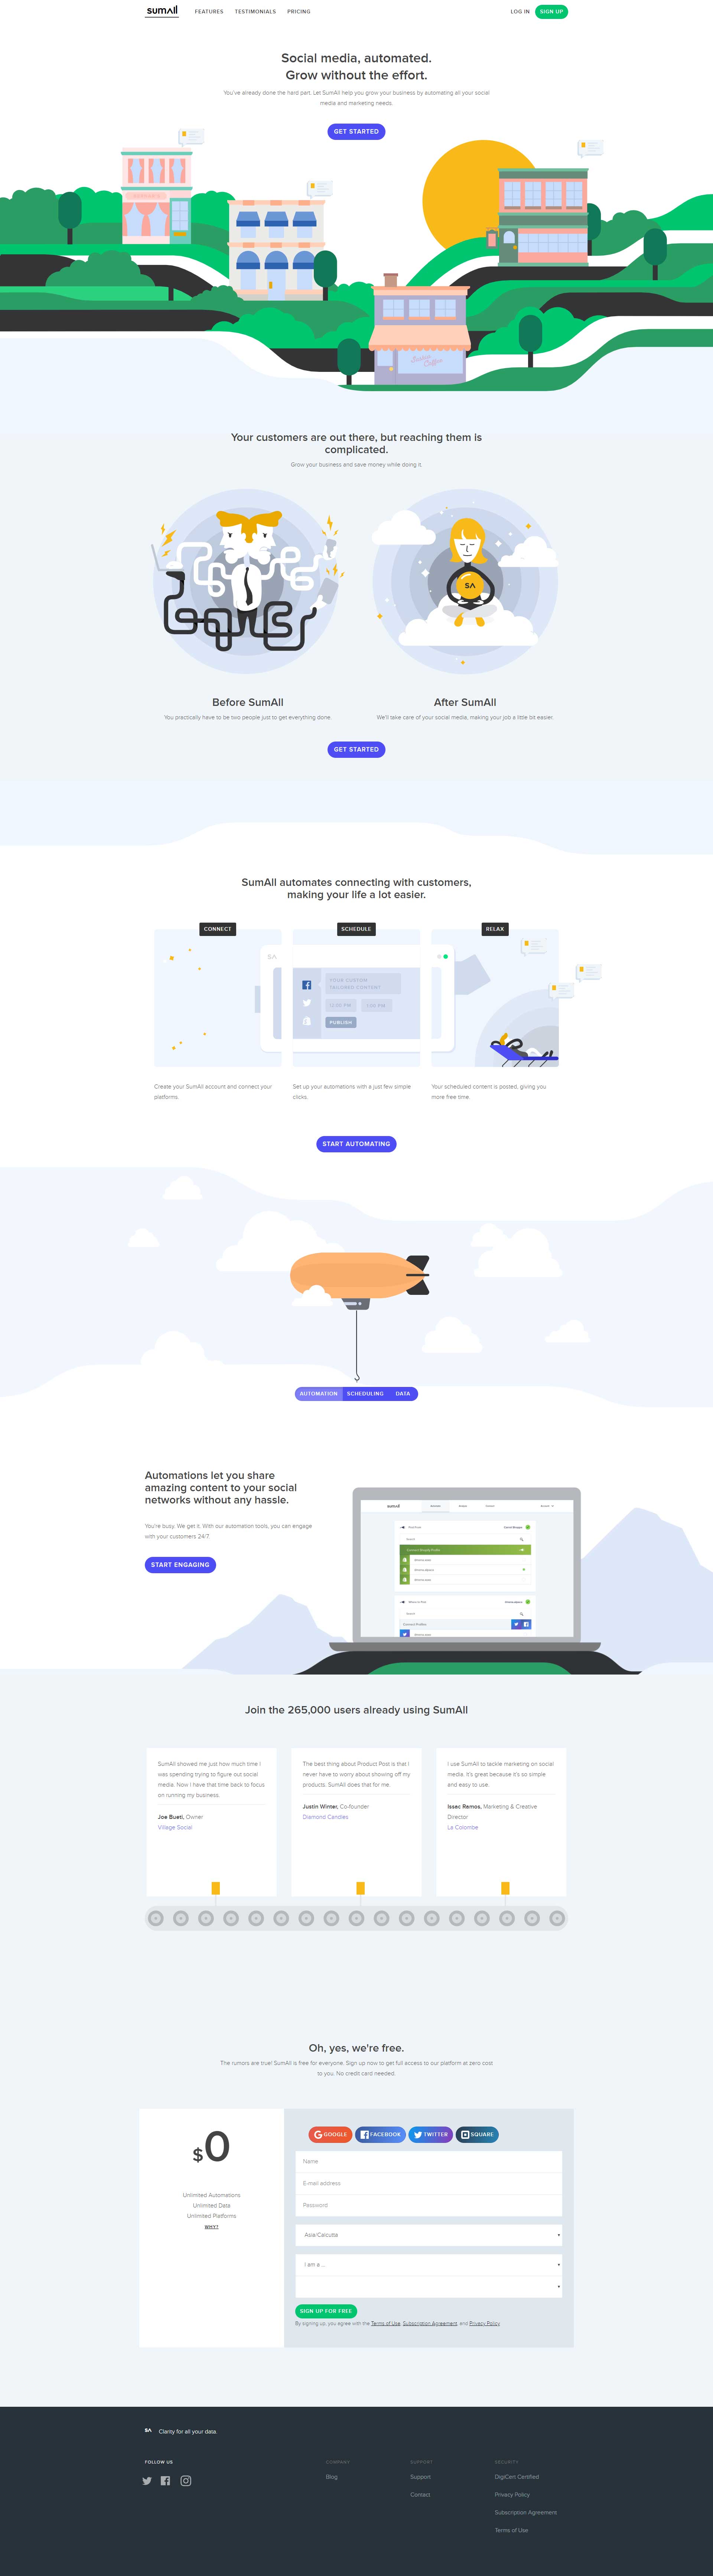 sumAll
FEATURES
TESTIMONIALS
PRICING
LOG IN
SIGN UP
Social media, automated.
Grow without the effort.
You've already done the hard part. Let SumAll help you grow your business by automating all your social
media and marketing needs.
GET STARTED
Your customers are out there, but reaching them is
complicated.
Grow your business and save money while doing it.
SA
Before SumAll
You practically have to be two people just to get everything done.
After SumAll
We'll take care of your social media, making your job a little bit easier.
GET STARTED
SumAll automates connecting with customers,
making your life a lot easier.
CONNECT
SCHEDULE
RELAX
SA
YOUR CUSTOM
TAILORED CONTENT
1:00 PM
PUBLISH
Create your SumAll account and connect your
platforms.
Set up your automations with a just few simple
clicks.
Your scheduled content is posted, giving you
more free time.
START AUTOMATING
AUTOMATION
SCHEDULING
DATA
Automations let you share
amazing content to your social
networks without any hassle.
You're busy. We get it. With our automation tools, you can engage
with your customers 24/7.
START ENGAGING
sumAll
Join the 265,000 users already using SumAll
SumAll showed me just how much time I
was spending trying to figure out social
media. Now I have that time back to focus
on running my business.
Joe Bueti, Owner
Village Social
The best thing about Product Post is that I
never have to worry about showing off my
products. SumAll does that for me.
Justin Winter, Co-founder
Diamond Candles
I use SumAll to tackle marketing on social
media. It's great because it's so simple
and easy to use.
Issac Ramos, Marketing & Creative
Director
La Colombe
Oh, yes, we're free.
The rumors are true! SumAll is free for everyone. Sign up now to get full access to our platform at zero cost
to you. No credit card needed.
$0
Unlimited Automations
Unlimited Data
Unlimited Platforms
WHY?
GOOGLE
FACEBOOK
TWITTER
SQUARE
Name
E-mail address
Password
Asia/Calcutta
I am a ...
SIGN UP FOR FREE
By signing up, you agree with the Terms of Use, Subscription Agreement, and Privacy Policy
SA
Clarity for all your data.
FOLLOW US
COMPANY
Blog
SUPPORT
Support
Contact
SECURITY
DigiCert Certified
Privacy Policy
Subscription Agreement
Terms of Use